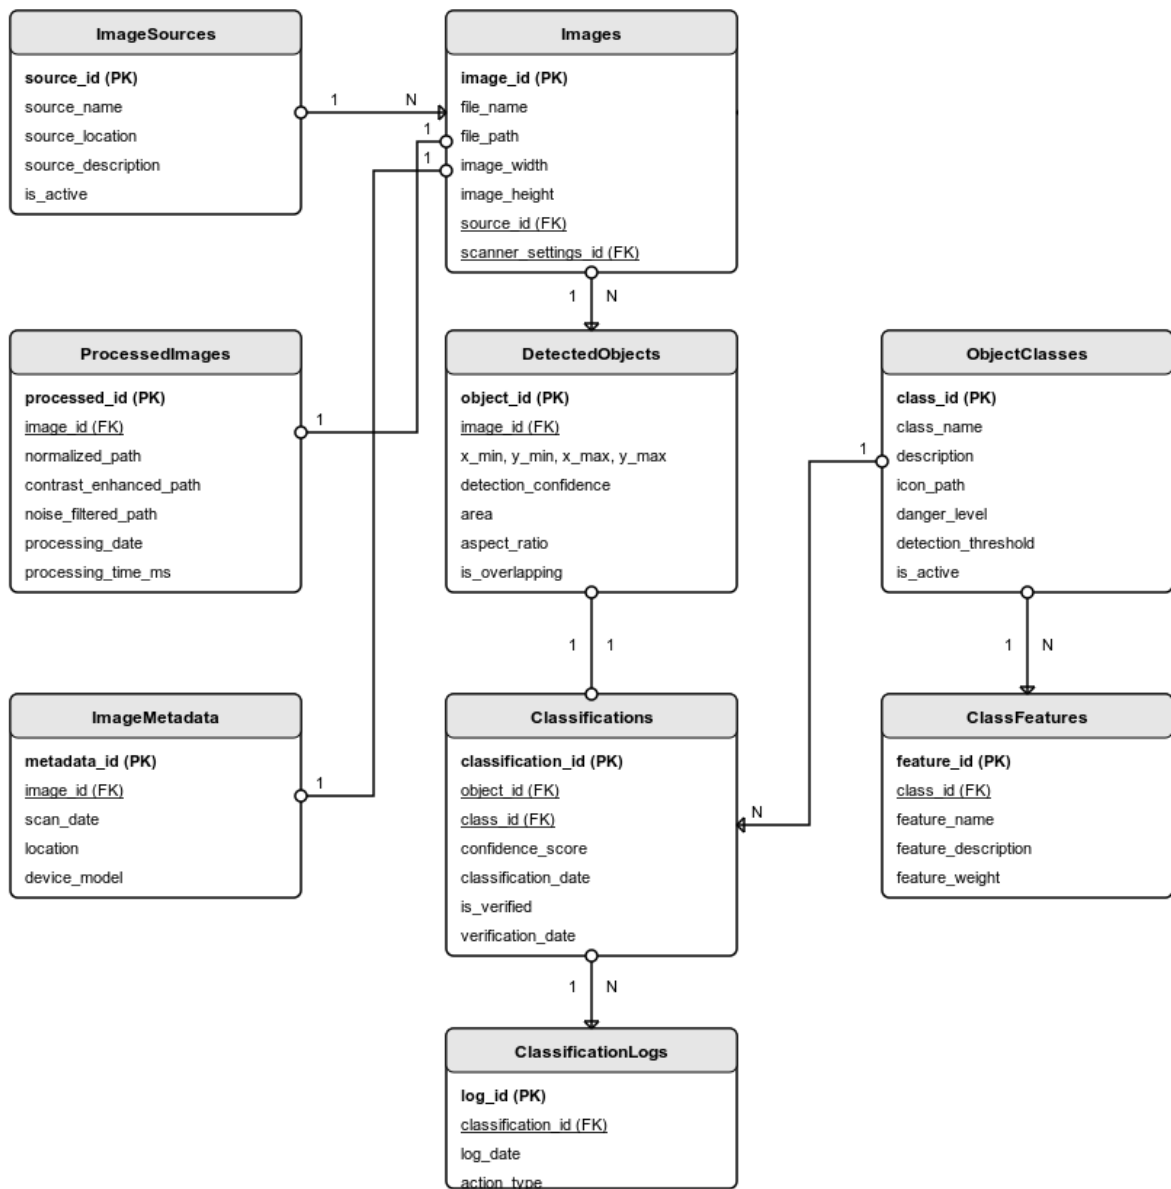 ImageSources
source_id (PK)
source_name
source_location
source_description
is_active
1
N
Images
image_id (PK)
file_name
file_path
image_width
image_height
source_id (FK)
scanner_settings_id (FK)
1
1
1
N
ProcessedImages
processed_id (PK)
image_id (FK)
normalized_path
contrast_enhanced_path
noise_filtered_path
processing_date
processing_time_ms
1
DetectedObjects
object_id (PK)
image_id (FK)
x_min, y_min, x_max, y_max
detection_confidence
area
aspect_ratio
is_overlapping
1
1
ObjectClasses
class_id (PK)
class_name
description
icon_path
danger_level
detection_threshold
is_active
1
1
N
ImageMetadata
metadata_id (PK)
image_id (FK)
scan_date
location
device_model
1
Classifications
classification_id (PK)
object_id (FK)
class_id (FK)
confidence_score
classification_date
is_verified
verification_date
N
1
N
ClassFeatures
feature_id (PK)
class_id (FK)
feature_name
feature_description
feature_weight
ClassificationLogs
log_id (PK)
classification_id (FK)
log_date
action_type